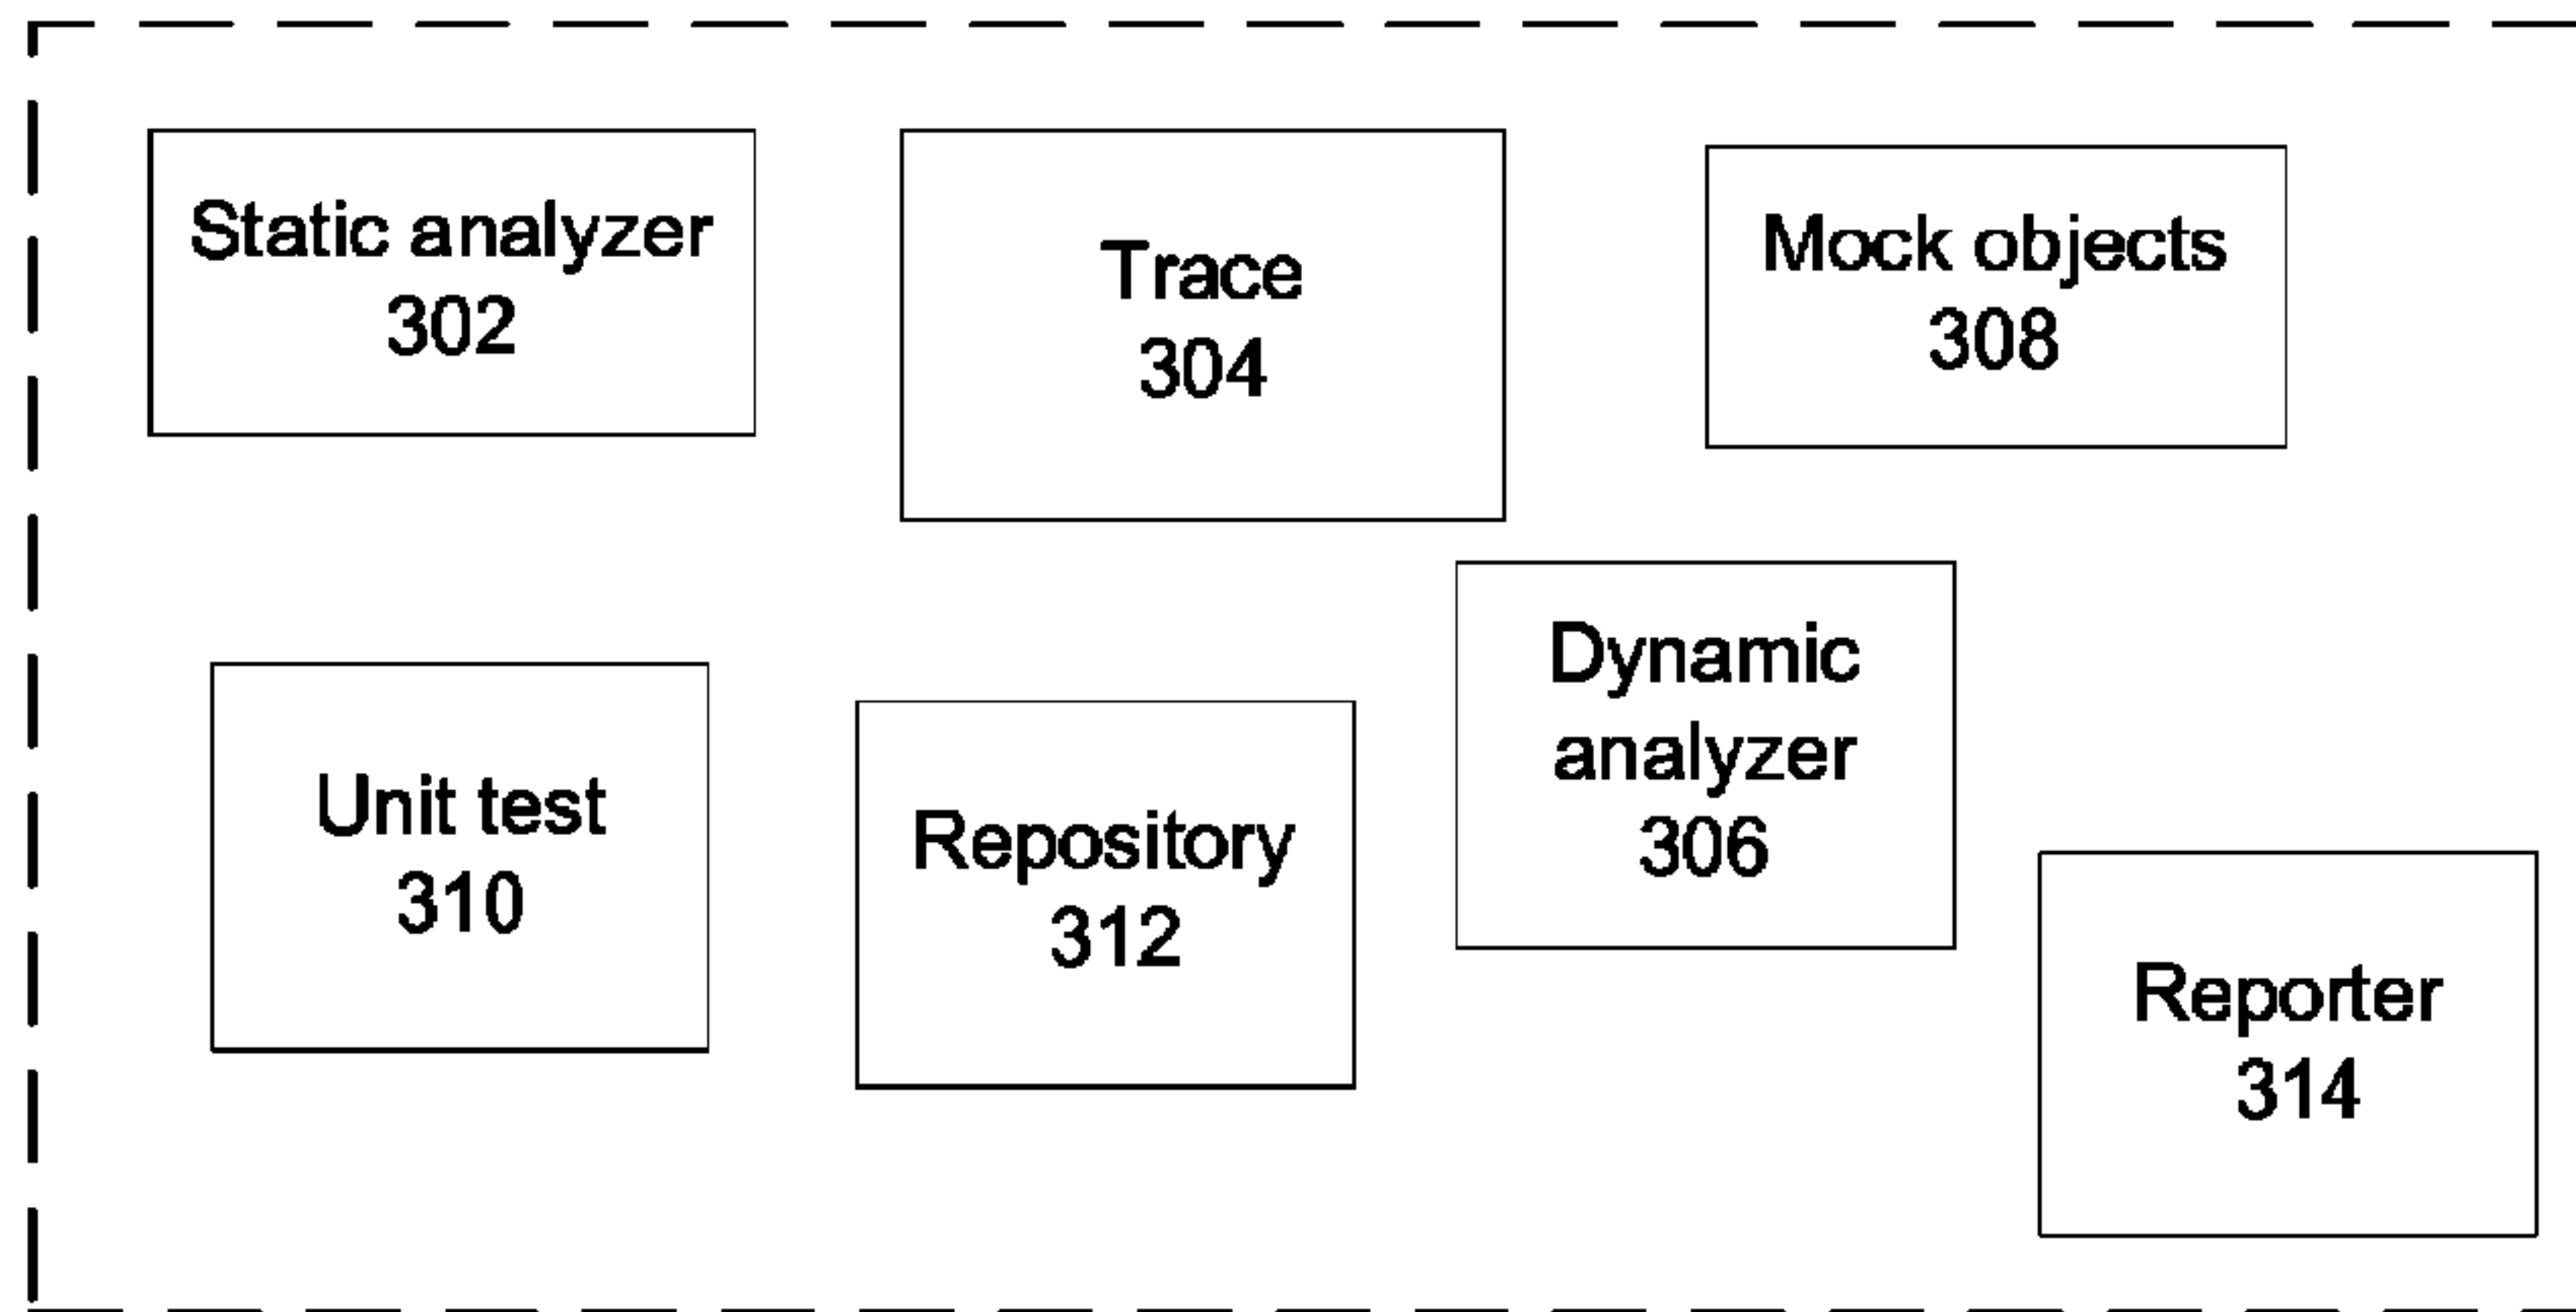 Static analyzer
302
Trace
304
Mock objects
308
Unit test
310
Repository
312
Dynamic
analyzer
306
Reporter
314